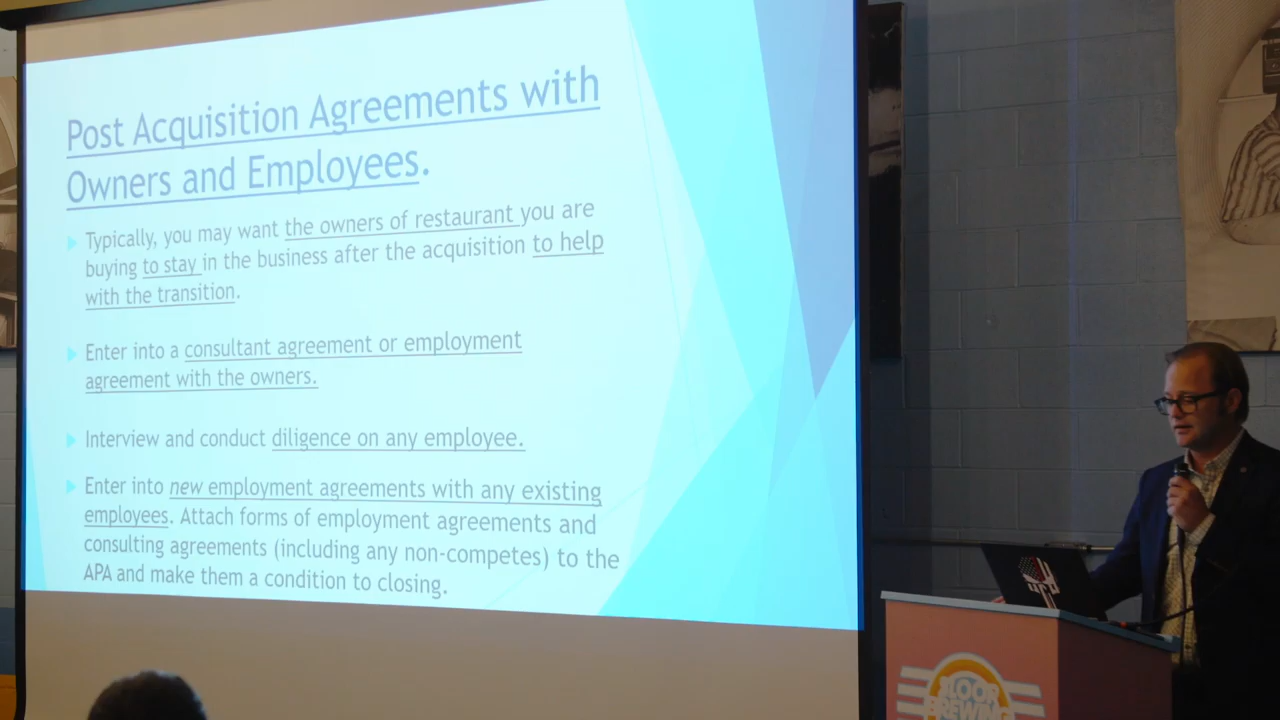 Post Acquisition Agreements with
Owners and Employees.
Typically, you may want the owners of restaurant you are
buying to stay in the business after the acquisition to help
with the transition.
Enter into a consultant agreement or employment
agreement with the owners.
Interview and conduct diligence on any employee.
Enter into new employment agreements with any existing
employees. Attach forms of employment agreements and
consulting agreements (including any non-competes) to the
APA and make them a condition to closing.
BREWING